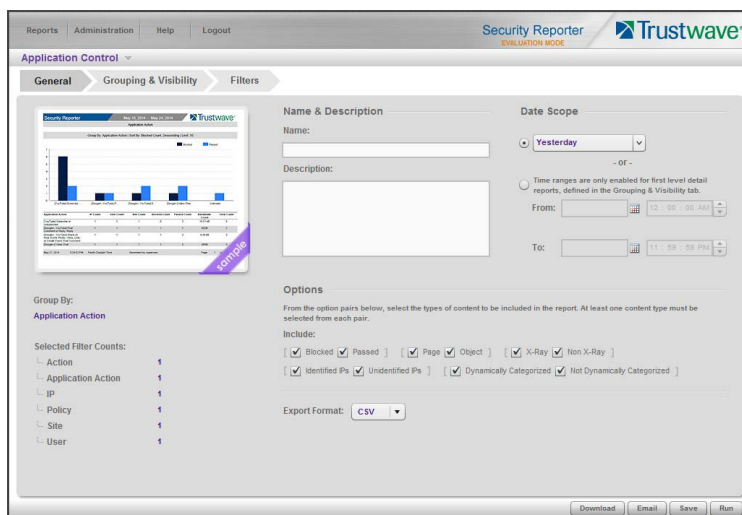 Reports Administration Help Logout
Security Reporter
EVALUATION MODE
Trustwave
Application Control
General Grouping & Visibility Filters
Security Reporter
Trustwave
Application Action
sample
Group By:
Application Action
Selected Filter Counts:
Action 1
Application Action 1
IP 1
Policy 1
Site 1
User 1
Name & Description
Name:
Description:
Date Scope
Yesterday
- or -
Time ranges are only enabled for first level detail
reports, defined in the Grouping & Visibility tab.
From: 12 : 00 : 00 AM
To: 11 : 59 : 59 PM
Options
From the option pairs below, select the types of content to be included in the report. At least one content type must be
selected from each pair.
Include:
[ Blocked Passed ] [ Page Object ] [ X-Ray Non X-Ray ]
[ Identified IPs Unidentified IPs ] [ Dynamically Categorized Not Dynamically Categorized ]
Export Format: CSV
Download Email Save Run